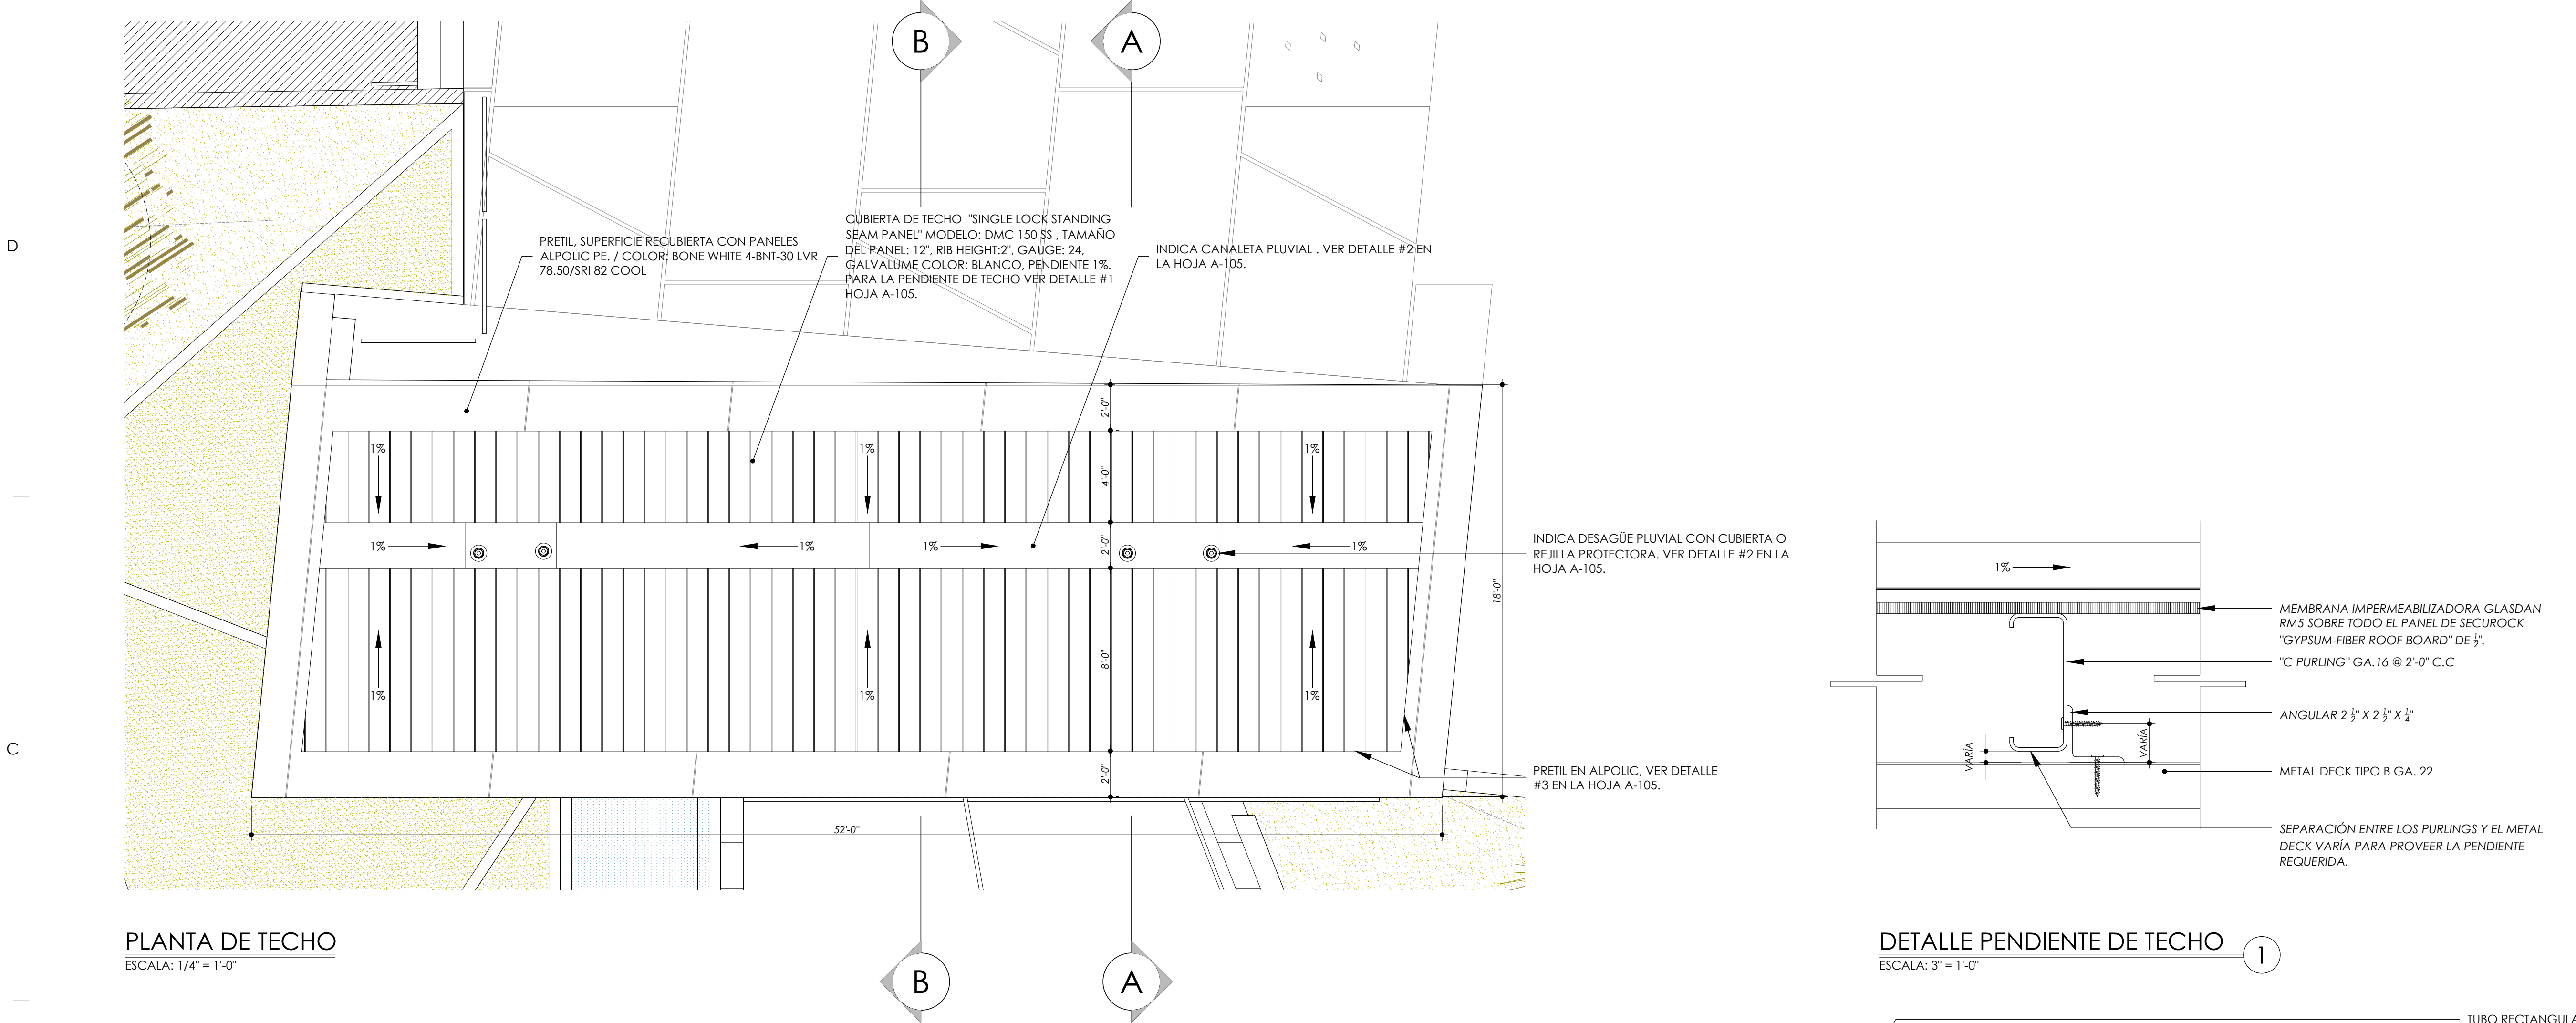 B
A
D
C
PRETIL, SUPERFICIE RECUBIERTA CON PANELES
ALPOLIC PE. / COLOR: BONE WHITE 4-BNT-30 LVR
78.50/SRI 82 COOL
CUBIERTA DE TECHO "SINGLE LOCK STANDING
SEAM PANEL" MODELO: DMC 150 SS , TAMAÑO
DEL PANEL: 12", RIB HEIGHT:2", GAUGE: 24,
GALVALUME COLOR: BLANCO, PENDIENTE 1%.
PARA LA PENDIENTE DE TECHO VER DETALLE #1
HOJA A-105.
INDICA CANALETA PLUVIAL . VER DETALLE #2 EN
LA HOJA A-105.
2'-0"
1%
1%
1%
4'-0"
1%
1%
1%
2'-0"
1%
18'-0"
8'-0"
1%
1%
1%
2'-0"
52'-0"
INDICA DESAGÜE PLUVIAL CON CUBIERTA O
REJILLA PROTECTORA. VER DETALLE #2 EN LA
HOJA A-105.
PRETIL EN ALPOLIC, VER DETALLE
#3 EN LA HOJA A-105.
B
A
PLANTA DE TECHO
ESCALA: 1/4" = 1'-0"
1%
MEMBRANA IMPERMEABILIZADORA GLASDAN
RM5 SOBRE TODO EL PANEL DE SECUROCK
"GYPSUM-FIBER ROOF BOARD" DE ½".
"C PURLING" GA.16 @ 2'-0" C.C
ANGULAR 2 ½" X 2 ½" X ¼"
VARÍA
VARÍA
METAL DECK TIPO B GA. 22
SEPARACIÓN ENTRE LOS PURLINGS Y EL METAL
DECK VARÍA PARA PROVEER LA PENDIENTE
REQUERIDA.
DETALLE PENDIENTE DE TECHO
1
ESCALA: 3" = 1'-0"
TUBO RECTANGULA